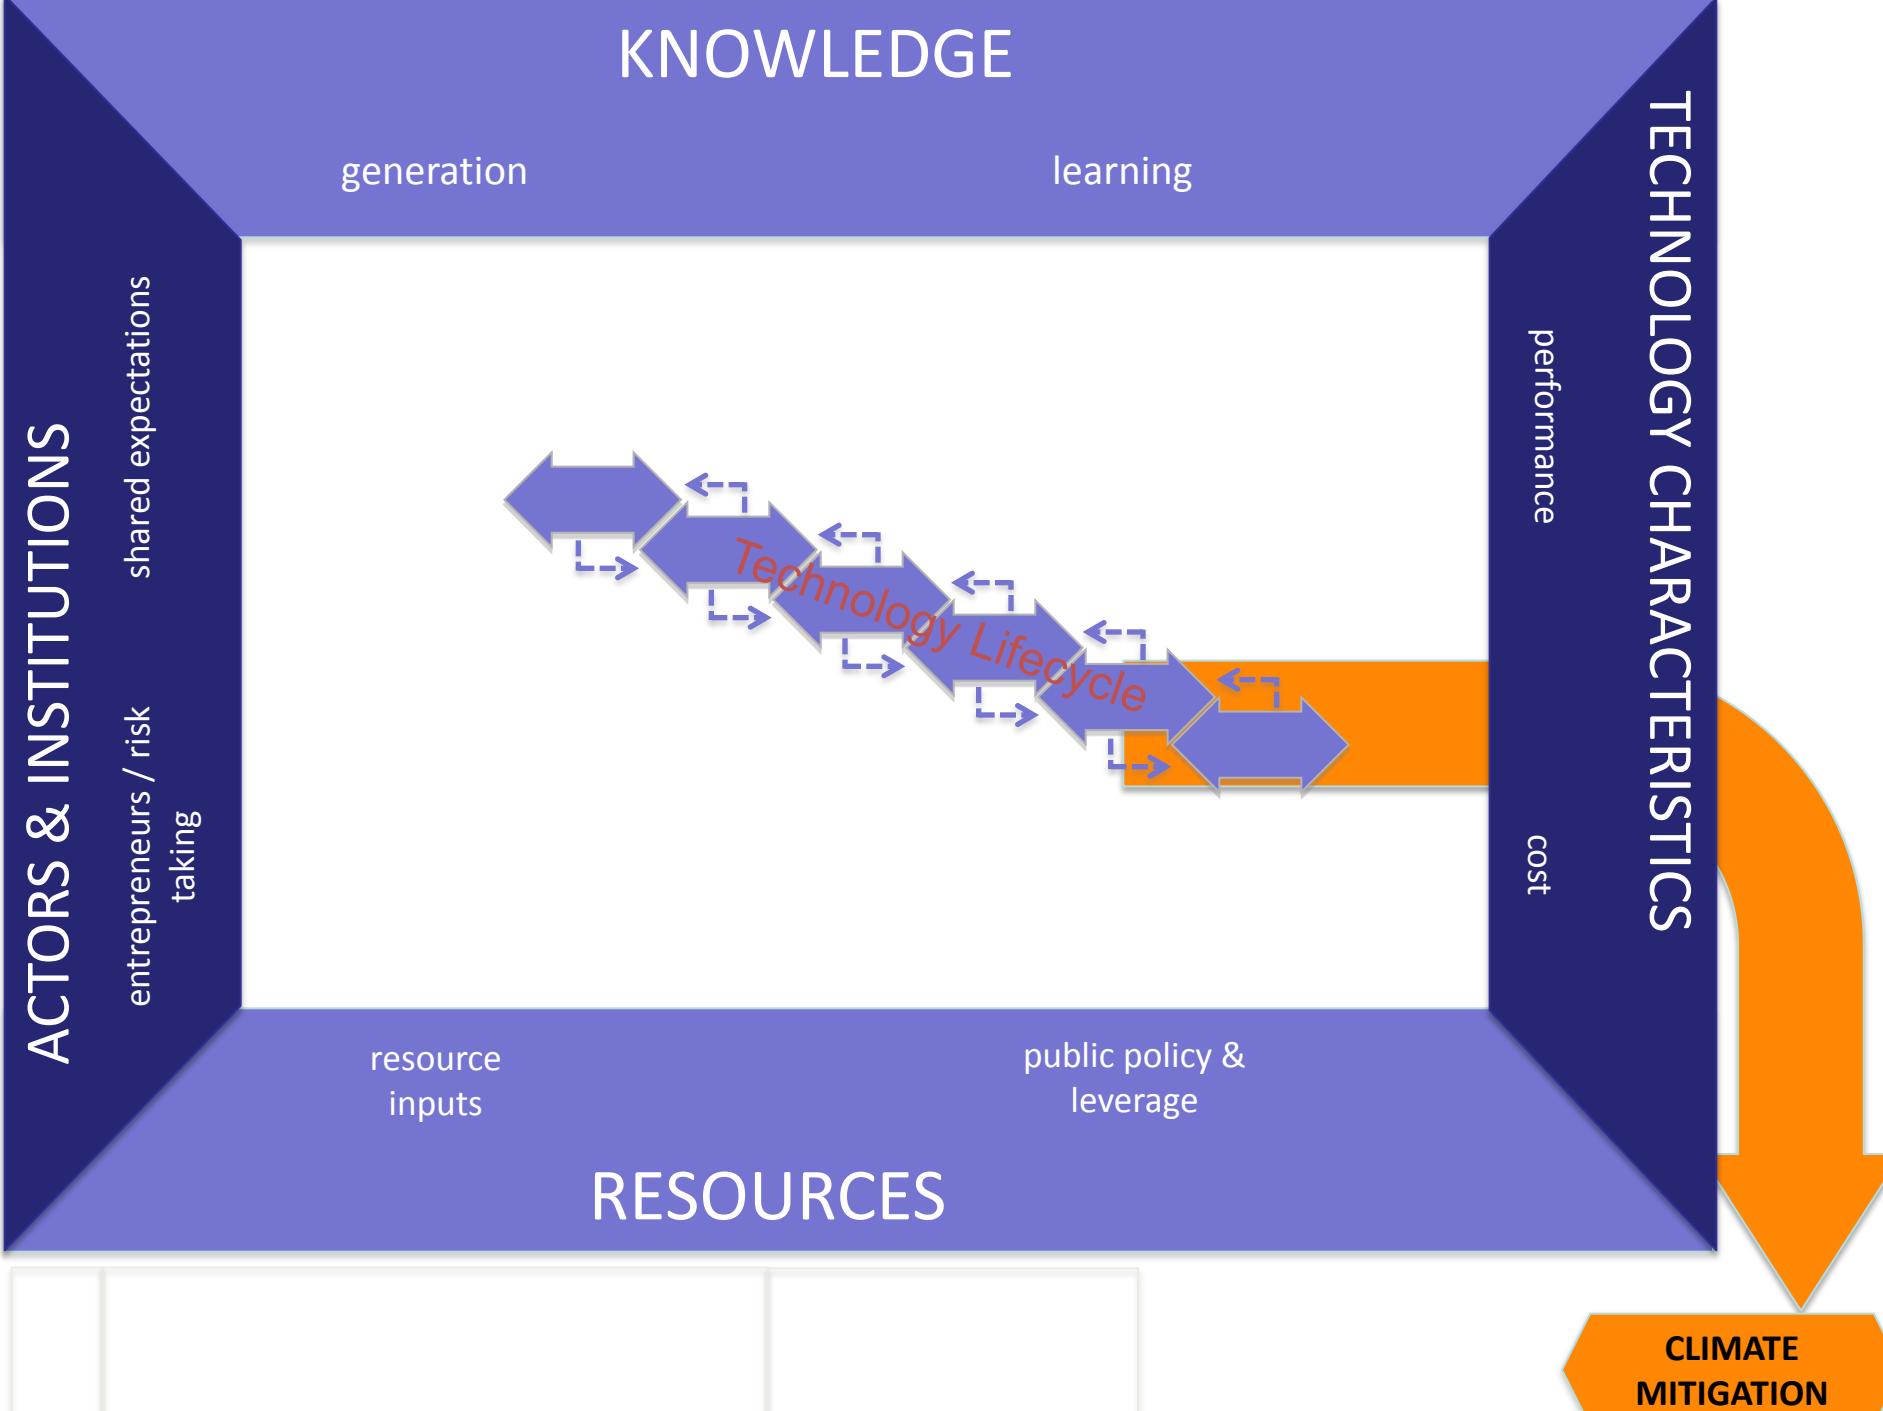 KNOWLEDGE
generation
learning
ACTORS & INSTITUTIONS
shared expectations
entrepreneurs / risk
taking
Technology Lifecycle
performance
cost
TECHNOLOGY CHARACTERISTICS
resource
inputs
public policy &
leverage
RESOURCES
CLIMATE
MITIGATION